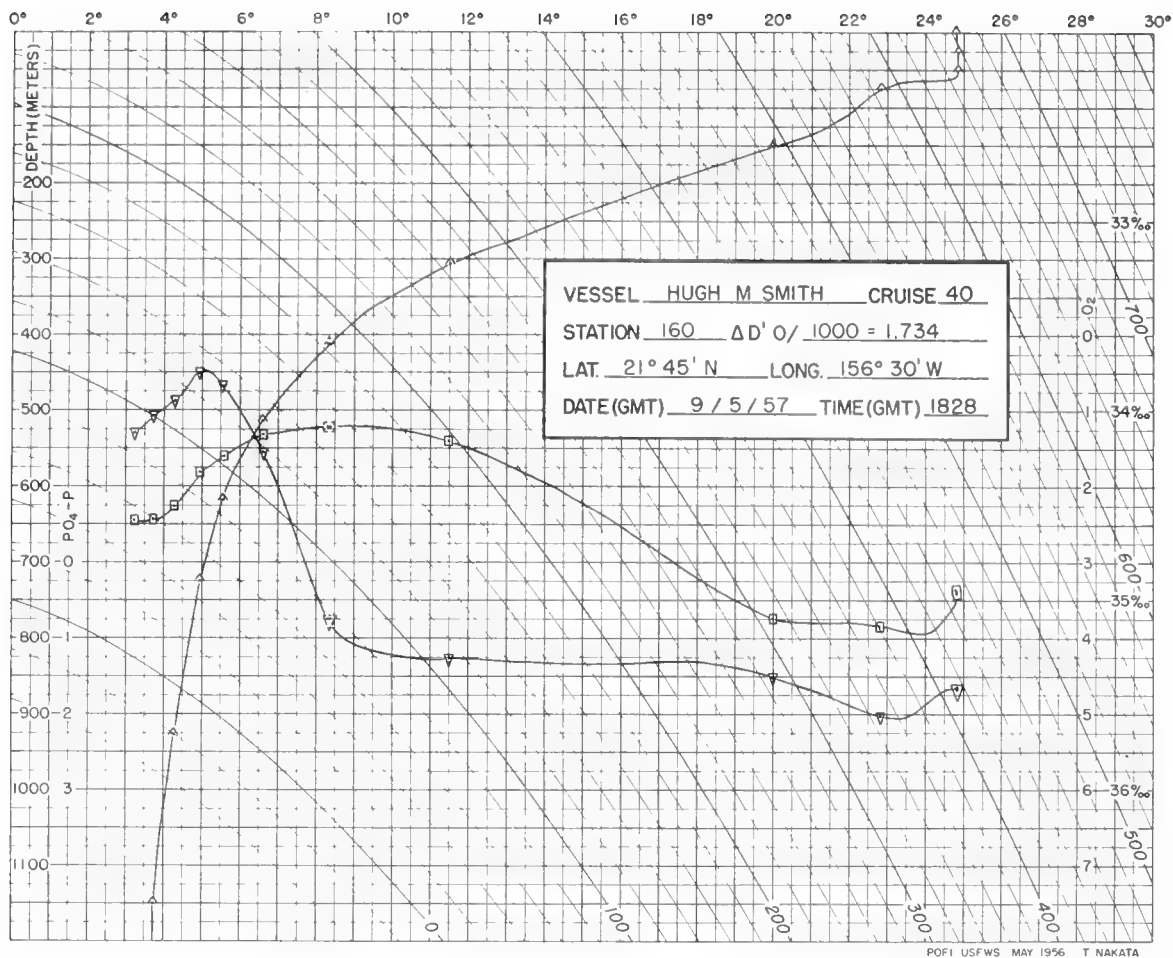 0° 2° 4° 6° 8° 10° 12° 14° 16° 18° 20° 22° 24° 26° 28° 30°
DEPTH (METERS)
200
33‰
300
VESSEL HUGH M SMITH CRUISE 40
STATION 160 ΔD' O/ 1000 = 1.734
LAT. 21° 45' N LONG. 156° 30' W
DATE (GMT) 9 / 5 / 57 TIME (GMT) 1828
O₂
700
400 0
500 1 34‰
600 2
PO₄-P
700 0 3 600
35‰
800 1 4
900 2 5
1000 3 6 36‰
500
1100 7
0 100 200 300 400
POFI USFWS MAY 1956 T NAKATA